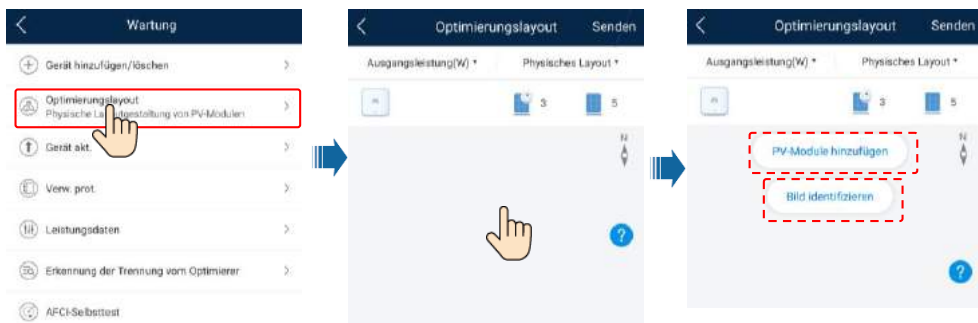 Wartung
Gerät hinzufügen/löschen
Optimierungslayout
Physische La utgestaltung von PV-Modulen
Gerät akt.
Verw. prot.
Leistungsdaten
Erkennung der Trennung vom Optimierer
AFCI-Selbsttest
Optimierungslayout Senden
Ausgangsleistung(W) Physisches Layout
3 5
N
?
Optimierungslayout Senden
Ausgangsleistung(W) Physisches Layout
3 5
N
PV-Module hinzufügen
Bild identifizieren
?